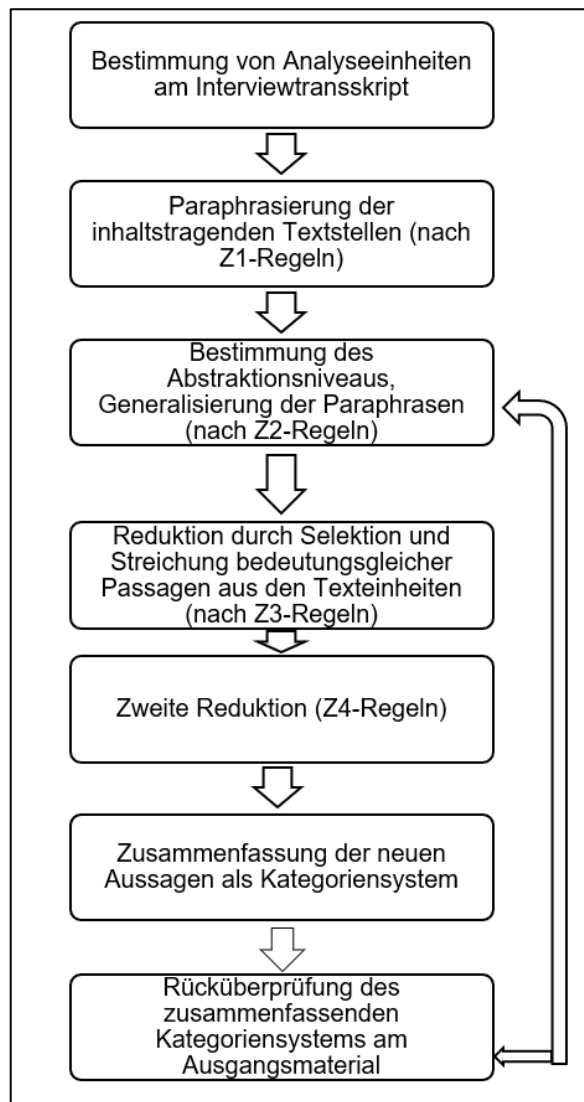 Bestimmung von Analyseeinheiten
am Interviewtransskript
Paraphrasierung der
inhaltstragenden Textstellen (nach
Z1-Regeln)
Bestimmung des
Abstraktionsniveaus,
Generalisierung der Paraphrasen
(nach Z2-Regeln)
Reduktion durch Selektion und
Streichung bedeutungsgleicher
Passagen aus den Texteinheiten
(nach Z3-Regeln)
Zweite Reduktion (Z4-Regeln)
Zusammenfassung der neuen
Aussagen als Kategoriensystem
Rücküberprüfung des
zusammenfassenden
Kategoriensystems am
Ausgangsmaterial